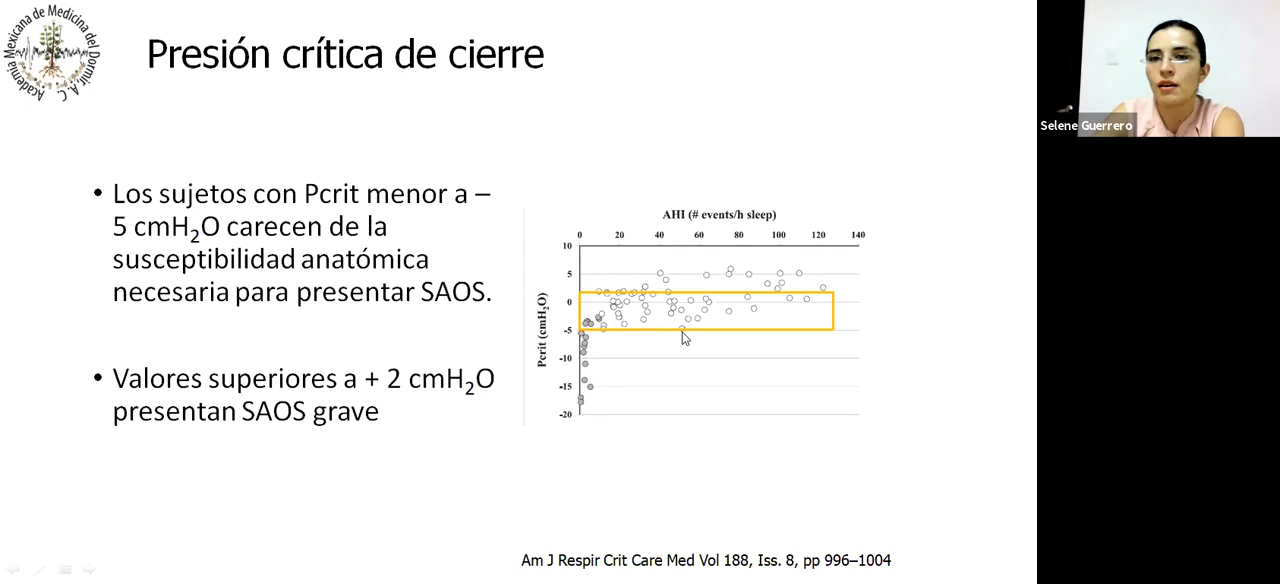 Academia Mexicana de Medicina del Dormir, A. C.
Presión crítica de cierre
• Los sujetos con Pcrit menor a –
5 cmH₂O carecen de la
susceptibilidad anatómica
necesaria para presentar SAOS.
• Valores superiores a + 2 cmH₂O
presentan SAOS grave
AHI (# events/h sleep)
0 20 40 60 80 100 120 140
Pcrit (cmH₂O)
10
5
0
-5
-10
-15
-20
Am J Respir Crit Care Med Vol 188, Iss. 8, pp 996–1004
Selene Guerrero